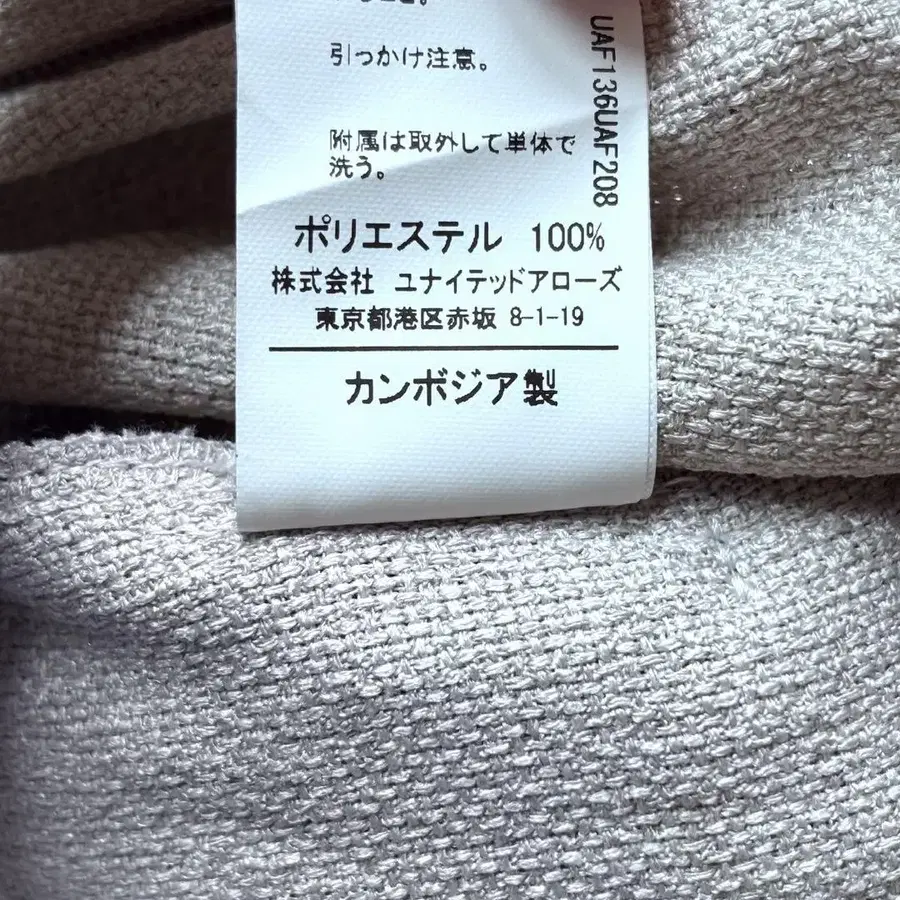 引っかけ注意。
附属は取外して単体で
洗う。
ポリエステル 100%
株式会社 ユナイテッドアローズ
東京都港区赤坂 8-1-19
カンボジア製
UAF136UAF208